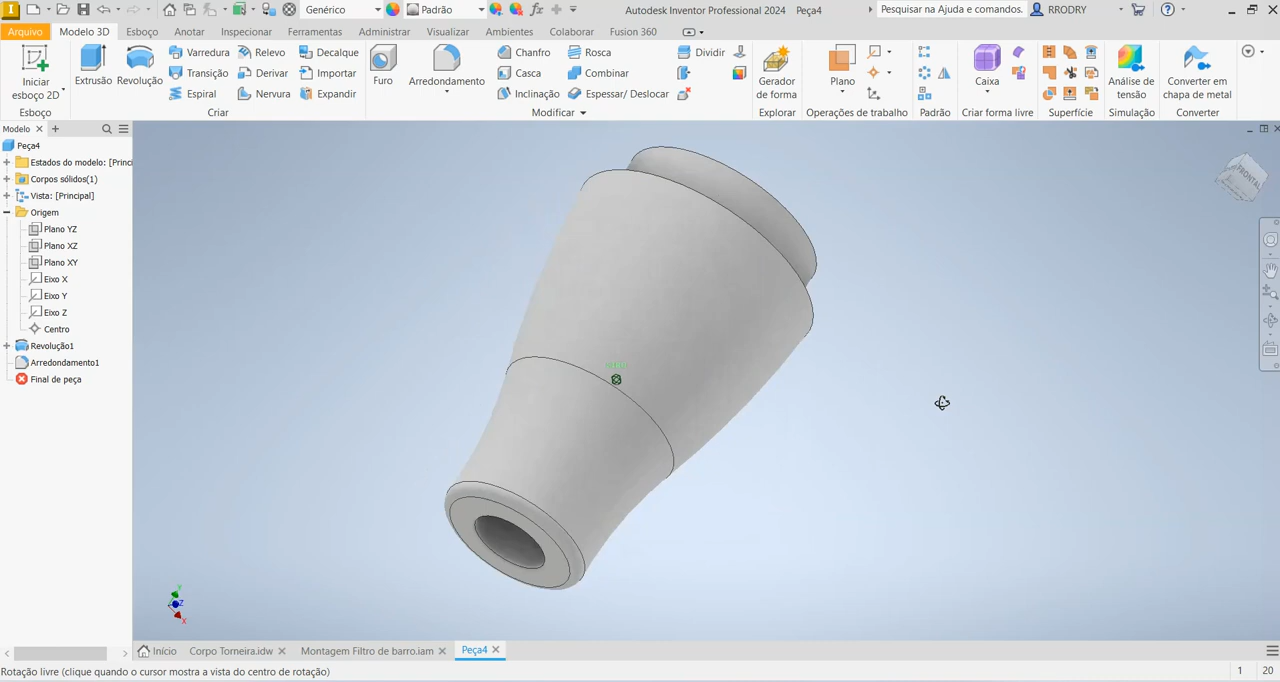 Genérico
Padrão
Autodesk Inventor Professional 2024 Peça4
Pesquisar na Ajuda e comandos.
RRODRY
Arquivo
Modelo 3D
Esboço
Anotar
Inspecionar
Ferramentas
Administrar
Visualizar
Ambientes
Colaborar
Fusion 360
Iniciar
esboço 2D
Esboço
Extrusão
Revolução
Varredura
Transição
Espiral
Relevo
Derivar
Nervura
Decalque
Importar
Expandir
Criar
Furo
Arredondamento
Chanfro
Casca
Inclinação
Rosca
Combinar
Espessar/ Deslocar
Dividir
Modificar
Gerador
de forma
Explorar
Plano
Operações de trabalho
Padrão
Caixa
Criar forma livre
Superfície
Análise de
tensão
Simulação
Converter em
chapa de metal
Converter
Modelo
Peça4
Estados do modelo: [Princi
Corpos sólidos(1)
Vista: [Principal]
Origem
Plano YZ
Plano XZ
Plano XY
Eixo X
Eixo Y
Eixo Z
Centro
Revolução1
Arredondamento1
Final de peça
FRONTAL
Y
Z
X
Início
Corpo Torneira.idw
Montagem Filtro de barro.iam
Peça4
Rotação livre (clique quando o cursor mostra a vista do centro de rotação)
1
20